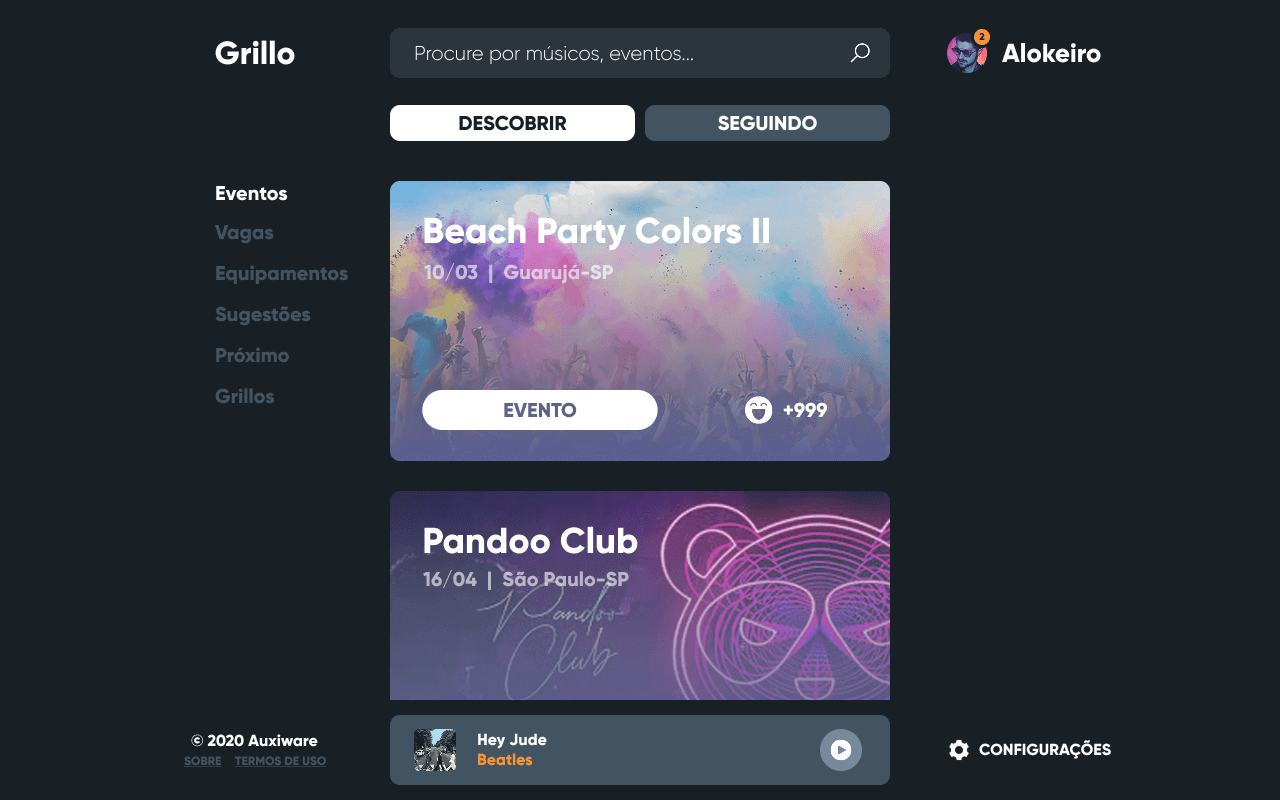 Grillo
Procure por músicos, eventos...
2
Alokeiro
DESCOBRIR
SEGUINDO
Eventos
Vagas
Equipamentos
Sugestões
Próximo
Grillos
Beach Party Colors II
10/03 | Guarujá-SP
EVENTO
+999
Pandoo Club
16/04 | São Paulo-SP
Pandoo
Club
© 2020 Auxiware
SOBRE TERMOS DE USO
Hey Jude
Beatles
CONFIGURAÇÕES